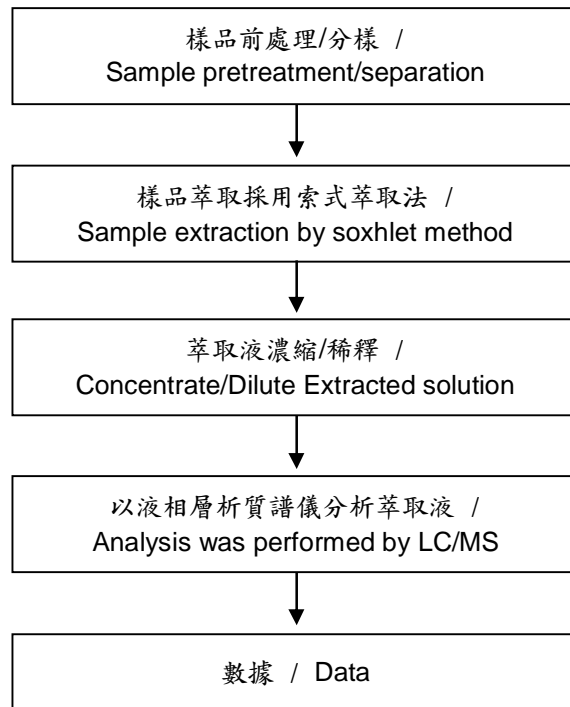 樣品前處理/分樣 /
Sample pretreatment/separation
樣品萃取採用索式萃取法 /
Sample extraction by soxhlet method
萃取液濃縮/稀釋 /
Concentrate/Dilute Extracted solution
以液相層析質譜儀分析萃取液 /
Analysis was performed by LC/MS
數據 / Data